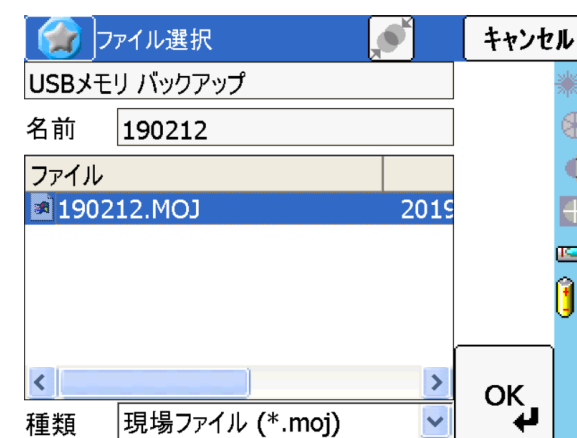 ファイル選択
キャンセル
USBメモリ バックアップ
名前 190212
ファイル
190212.MOJ 2019
OK
種類 現場ファイル (*.moj)